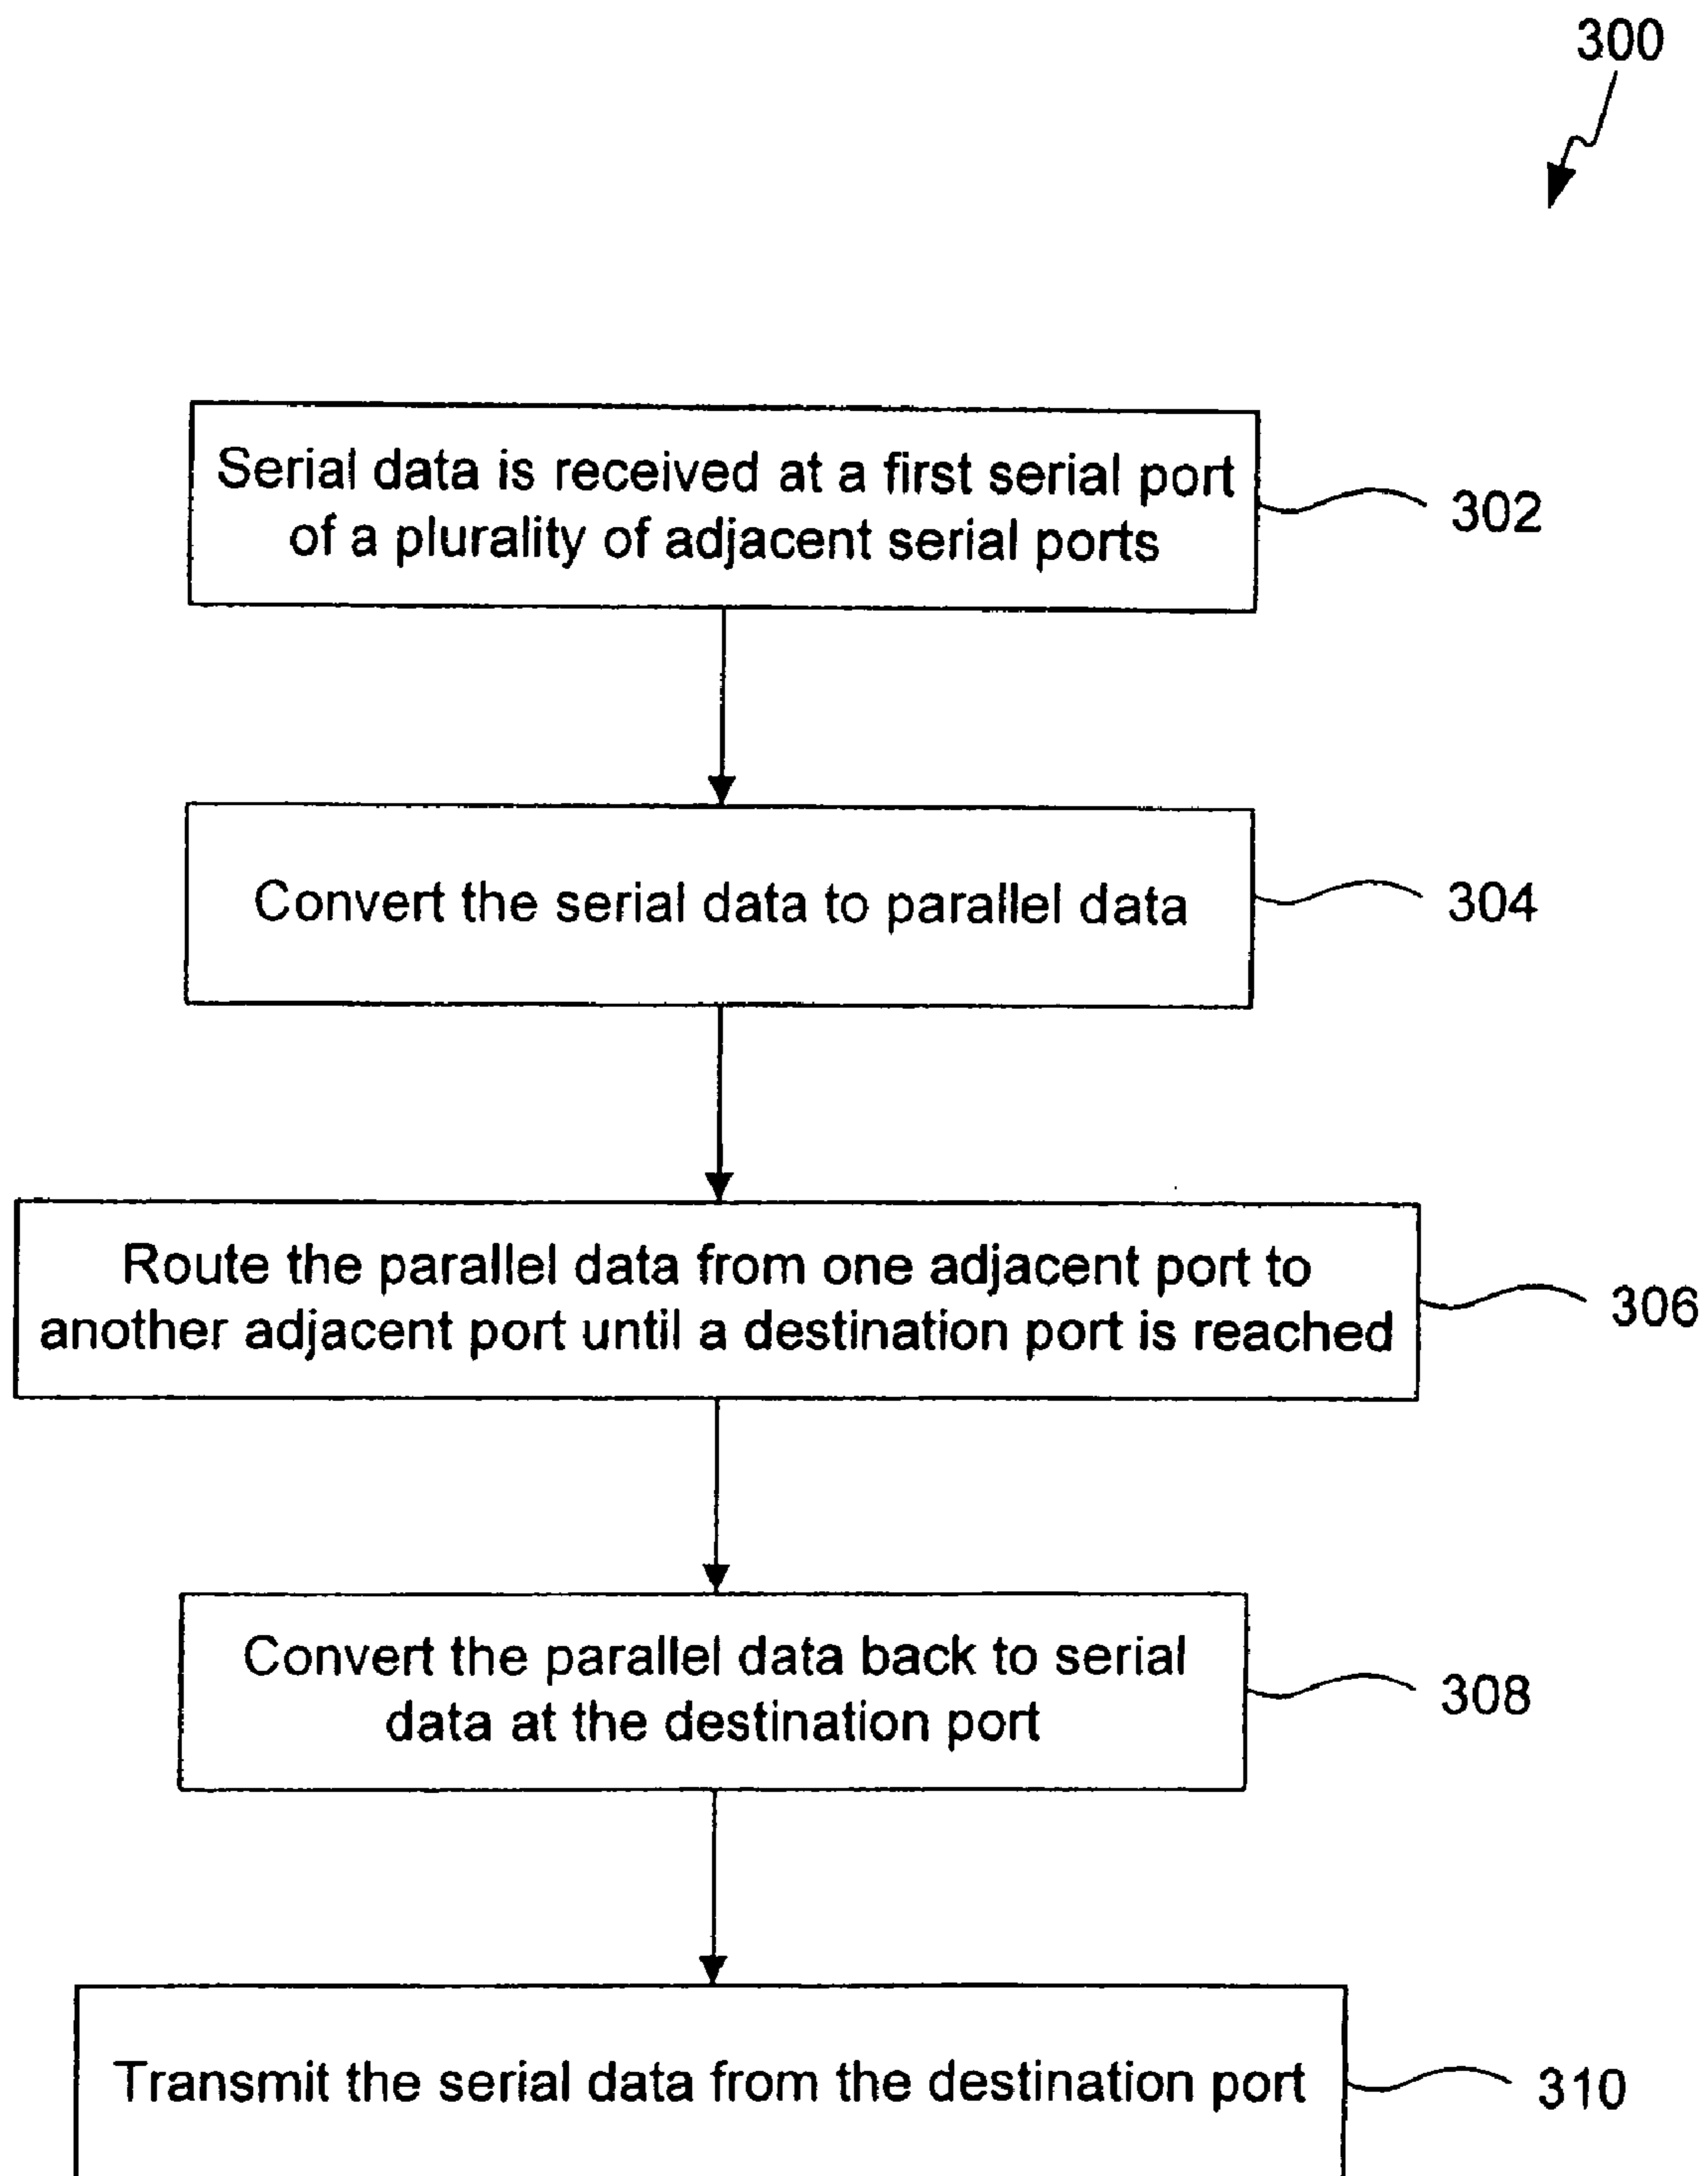 300
Serial data is received at a first serial port
of a plurality of adjacent serial ports
302
Convert the serial data to parallel data
304
Route the parallel data from one adjacent port to
another adjacent port until a destination port is reached
306
Convert the parallel data back to serial
data at the destination port
308
Transmit the serial data from the destination port
310